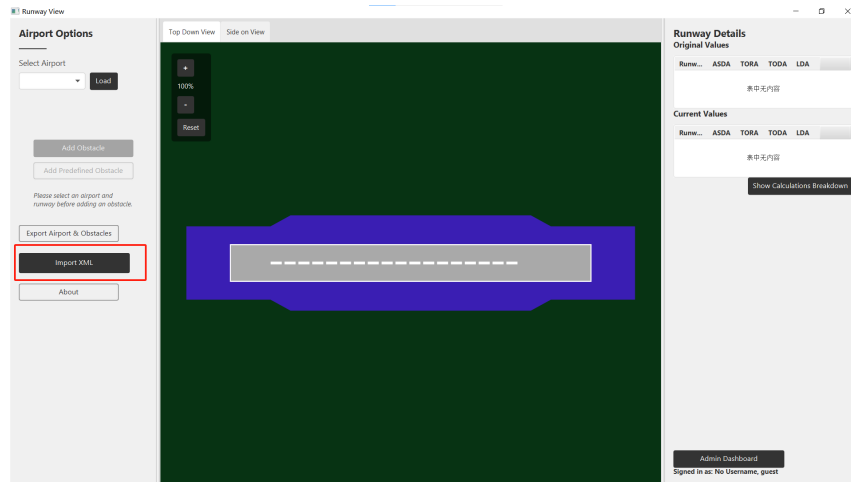 Runway View
Airport Options
Select Airport
Load
Add Obstacle
Add Predefined Obstacle
Please select an airport and
runway before adding an obstacle.
Export Airport & Obstacles
Import XML
About
Top Down View
Side on View
+
100%
-
Reset
Runway Details
Original Values
Runw... ASDA TORA TODA LDA
表中无内容
Current Values
Runw... ASDA TORA TODA LDA
表中无内容
Show Calculations Breakdown
Admin Dashboard
Signed in as: No Username, guest